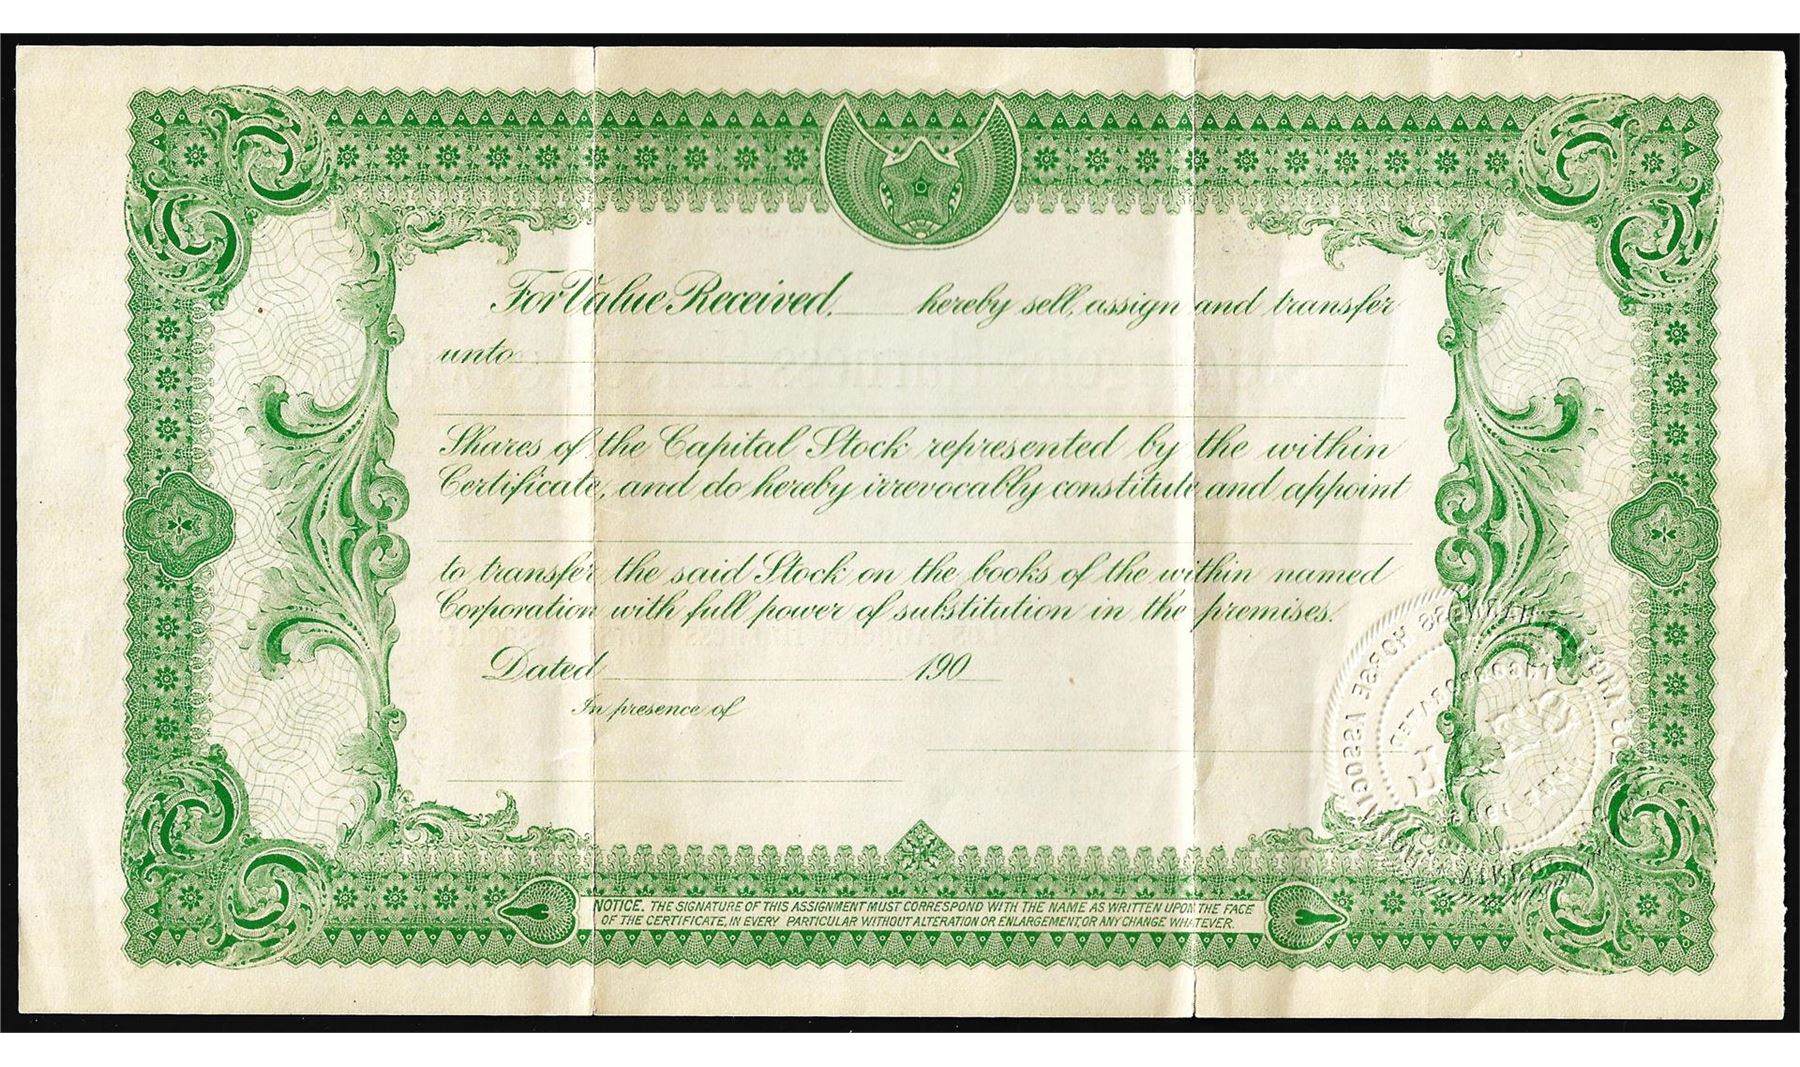 For Value Received, hereby sell, assign and transfer
unto
Shares of the Capital Stock represented by the within
Certificate, and do hereby irrevocably constitute and appoint
to transfer the said Stock on the books of the within named
Corporation with full power of substitution in the premises.
Dated 190
In presence of
NOTICE. THE SIGNATURE OF THIS ASSIGNMENT MUST CORRESPOND WITH THE NAME AS WRITTEN UPON THE FACE
OF THE CERTIFICATE, IN EVERY PARTICULAR WITHOUT ALTERATION OR ENLARGEMENT, OR ANY CHANGE WHATEVER.